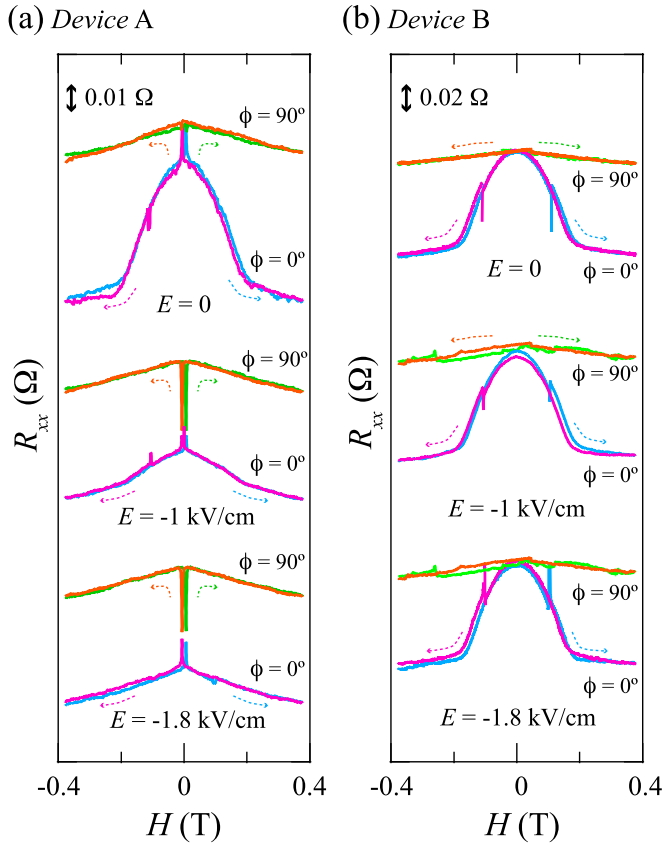 (a) Device A
0.01 Ω
ϕ = 90º
ϕ = 0º
E = 0
ϕ = 90º
ϕ = 0º
E = -1 kV/cm
ϕ = 90º
ϕ = 0º
E = -1.8 kV/cm
Rxx (Ω)
-0.4 0 0.4
H (T)
(b) Device B
0.02 Ω
ϕ = 90º
ϕ = 0º
E = 0
ϕ = 90º
ϕ = 0º
E = -1 kV/cm
ϕ = 90º
ϕ = 0º
E = -1.8 kV/cm
Rxx (Ω)
-0.4 0 0.4
H (T)